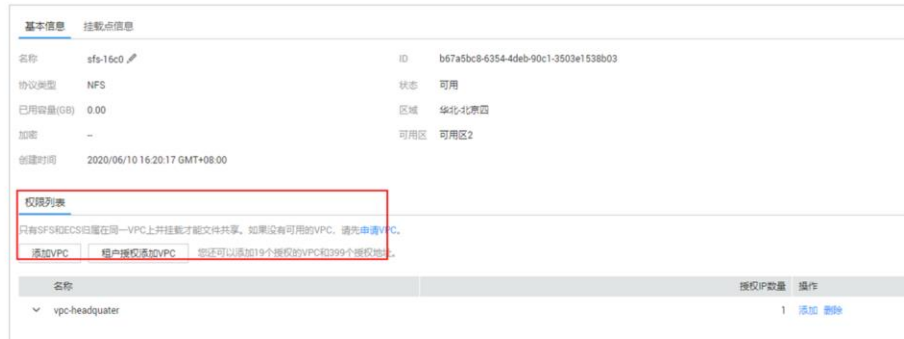 基本信息 挂载点信息
名称 sfs-16c0 ID b67a5bc8-6354-4deb-90c1-3503e1538b03
协议类型 NFS 状态 可用
已用容量(GB) 0.00 区域 华北-北京四
加密 -- 可用区 可用区2
创建时间 2020/06/10 16:20:17 GMT+08:00
权限列表
只有SFS和ECS归属在同一VPC上并挂载才能文件共享。如果没有可用的VPC，请先申请VPC。
添加VPC 租户授权添加VPC 您还可以添加19个授权的VPC和399个授权地址。
名称 授权IP数量 操作
vpc-headquater 1 添加 删除